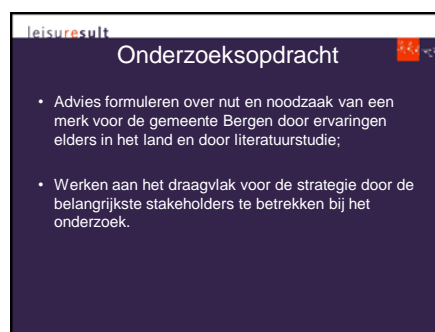 leisuresult
Onderzoeksopdracht
• Advies formuleren over nut en noodzaak van een
merk voor de gemeente Bergen door ervaringen
elders in het land en door literatuurstudie;
• Werken aan het draagvlak voor de strategie door de
belangrijkste stakeholders te betrekken bij het
onderzoek.